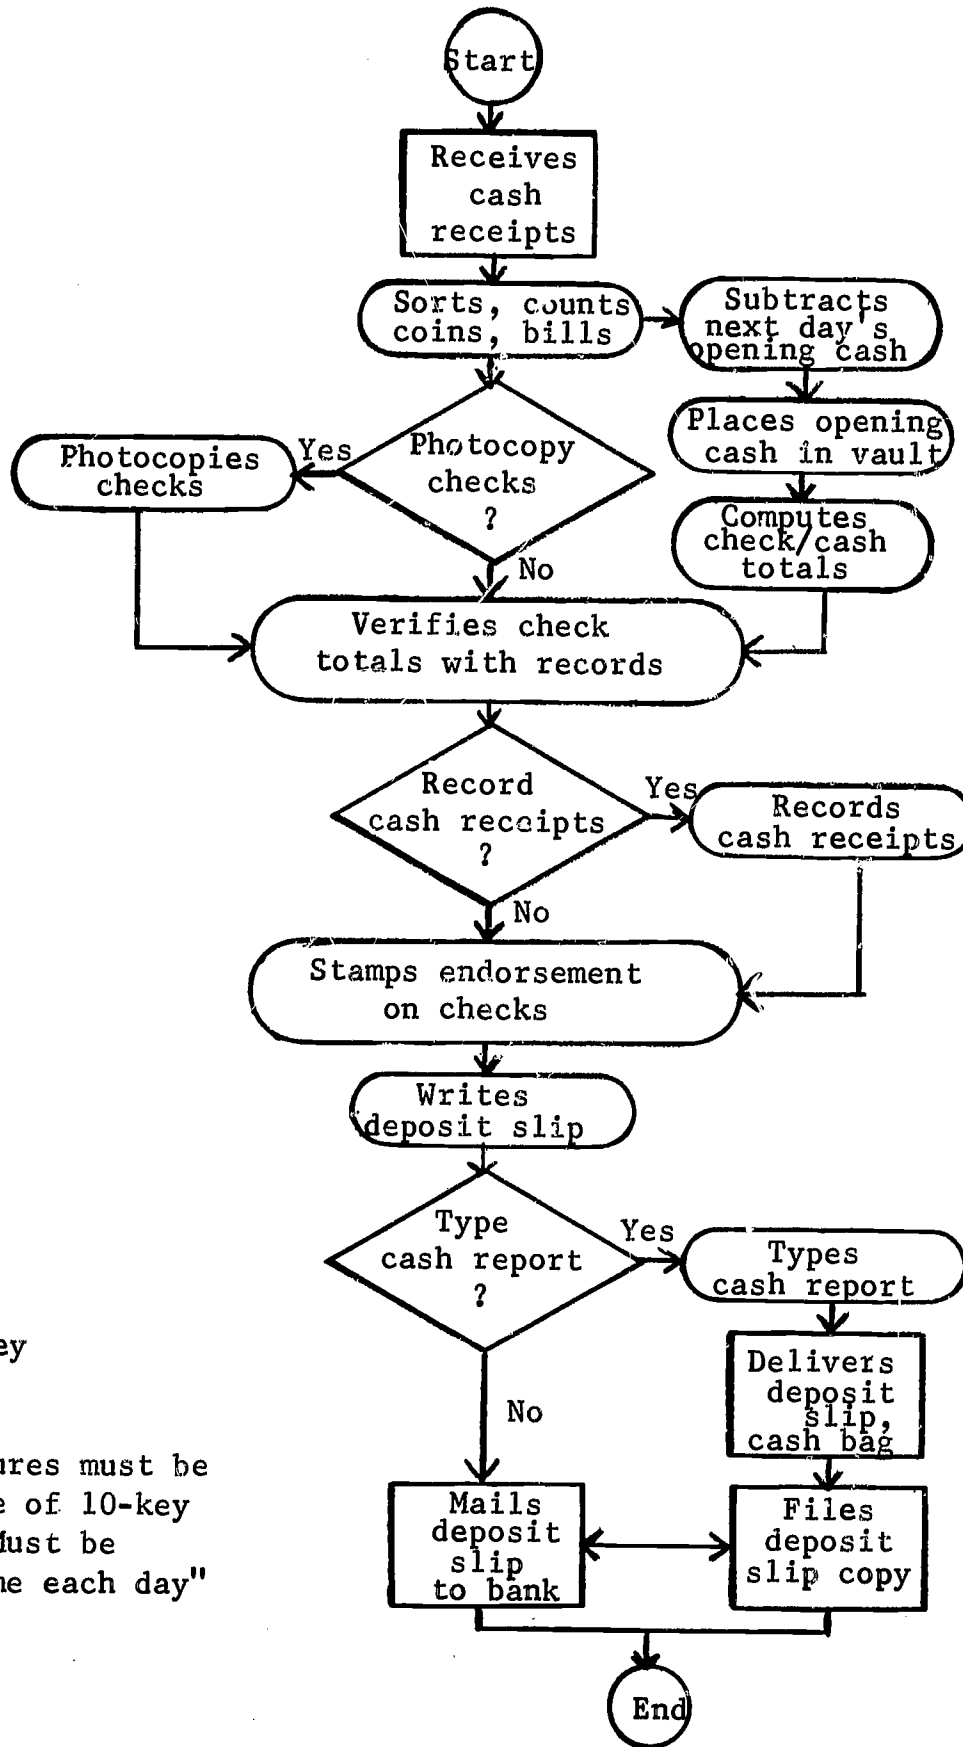 Start
Receives
cash
receipts
Sorts, counts
coins, bills
Subtracts
next day's
opening cash
Photocopy
checks
?
Yes
Photocopies
checks
Places opening
cash in vault
Computes
check/cash
totals
No
Verifies check
totals with records
Record
cash receipts
?
Yes
Records
cash receipts
No
Stamps endorsement
on checks
Writes
deposit slip
Type
cash report
?
Yes
Types
cash report
Delivers
deposit
slip,
cash bag
No
Mails
deposit
slip
to bank
Files
deposit
slip copy
End
ey
ures must be
e of 10-key
Must be
me each day"